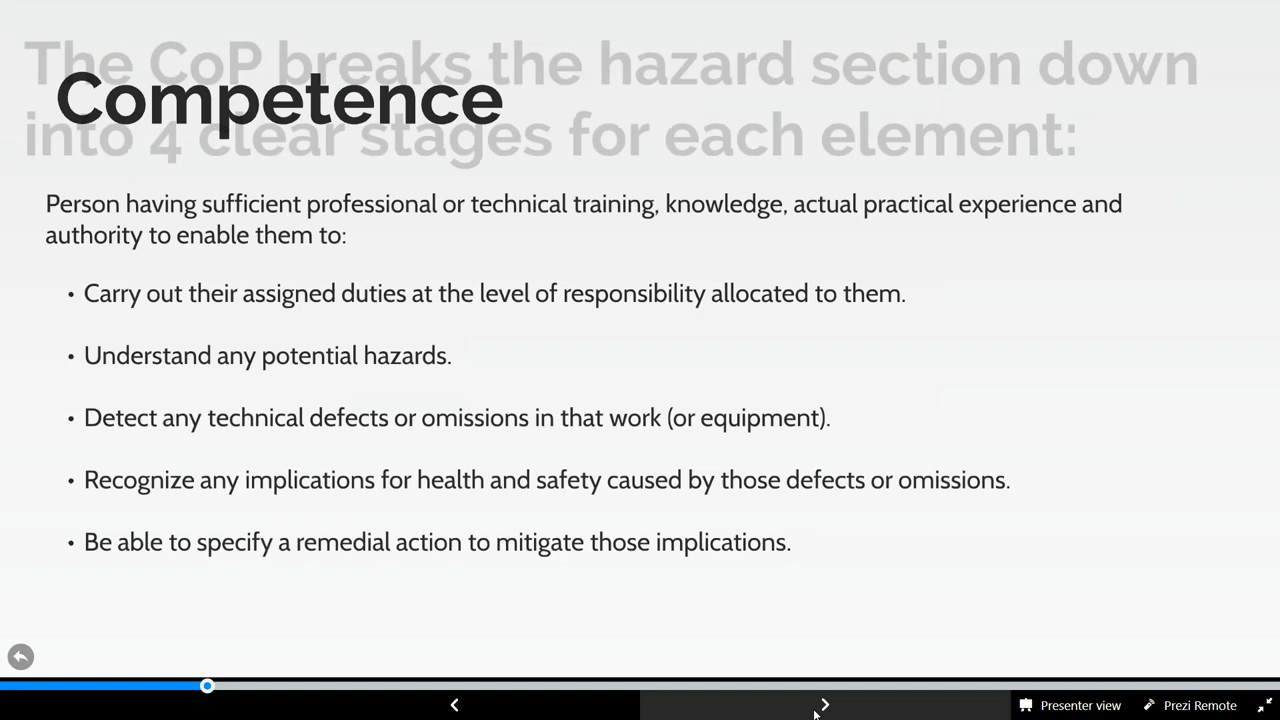 The CoP breaks the hazard section down
into 4 clear stages for each element:
Competence
Person having sufficient professional or technical training, knowledge, actual practical experience and
authority to enable them to:
• Carry out their assigned duties at the level of responsibility allocated to them.
• Understand any potential hazards.
• Detect any technical defects or omissions in that work (or equipment).
• Recognize any implications for health and safety caused by those defects or omissions.
• Be able to specify a remedial action to mitigate those implications.
Presenter view
Prezi Remote